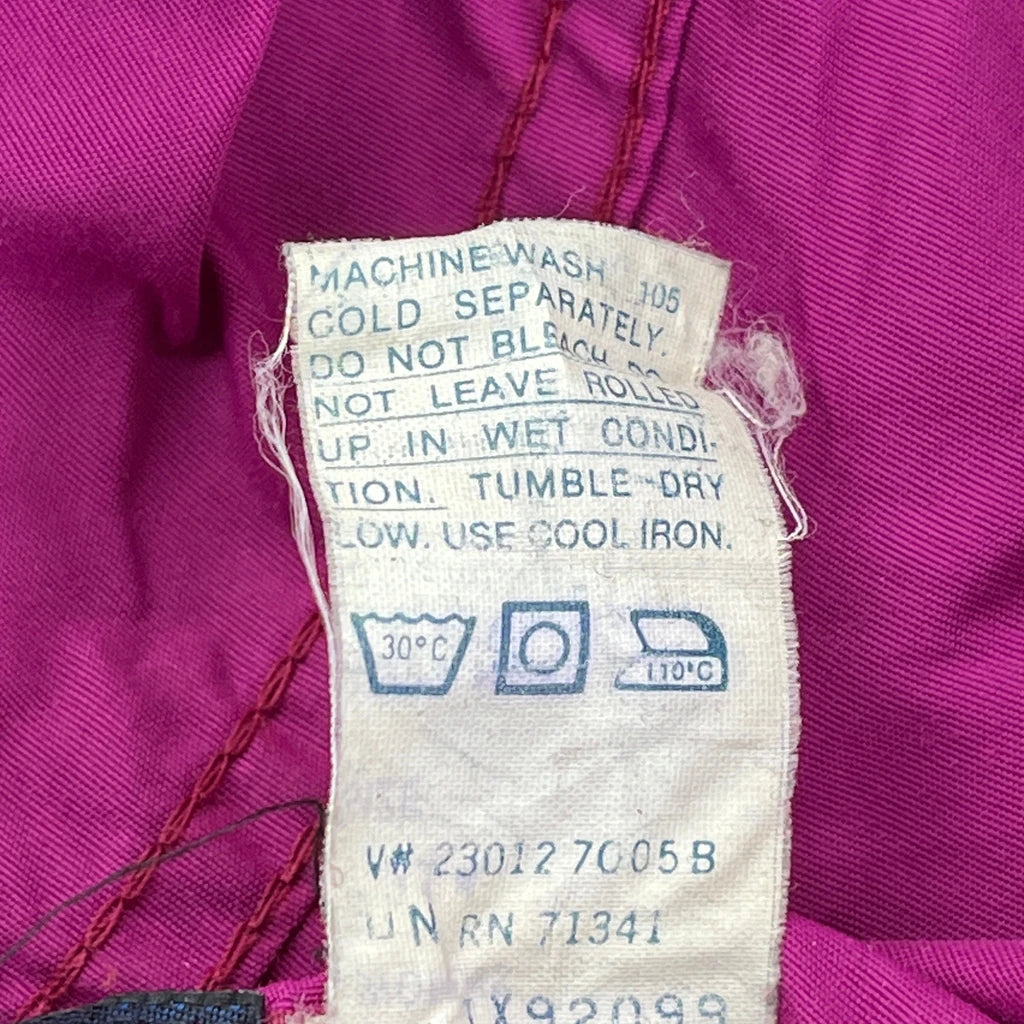 MACHINE WASH 105
COLD SEPARATELY.
DO NOT BLEACH. DO
NOT LEAVE ROLLED
UP IN WET CONDI-
TION. TUMBLE-DRY
LOW. USE COOL IRON.
30°C 110°C
V# 23012 7005 B
RN 71341
92099